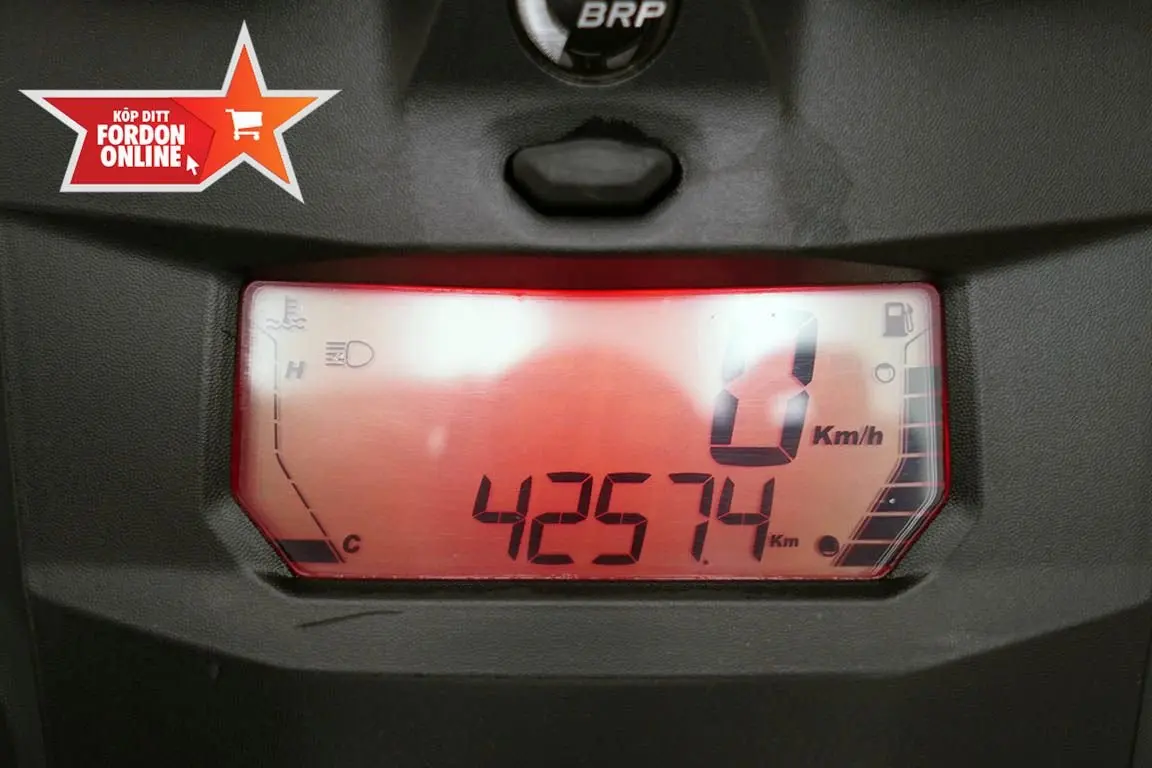 BRP
KÖP DITT
FORDON
ONLINE
H
0
Km/h
4257.4 Km
C